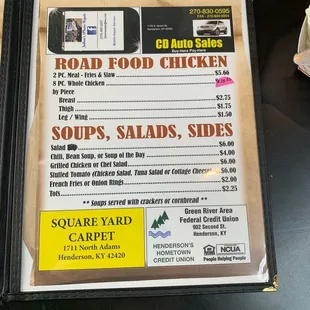 270-830-0595
CD Auto Sales
Buy Here Pay Here
ROAD FOOD CHICKEN
2 PC. Meal - Fries & Slaw $5.66
8 PC. Whole Chicken
by Piece
Breast $2.75
Thigh $1.75
Leg / Wing $1.50
SOUPS, SALADS, SIDES
Salad $6.00
Chili, Bean Soup, or Soup of the Day $4.00
Grilled Chicken or Chef Salad $6.00
Stuffed Tomato (Chicken Salad, Tuna Salad or Cottage Cheese) $6.00
French Fries or Onion Rings $2.00
Tots $2.25
** Soups served with crackers or cornbread **
SQUARE YARD
CARPET
1711 North Adams
Henderson, KY 42420
Green River Area
Federal Credit Union
902 Second St.
Henderson, KY
HENDERSON'S
HOMETOWN
CREDIT UNION
NCUA
People Helping People